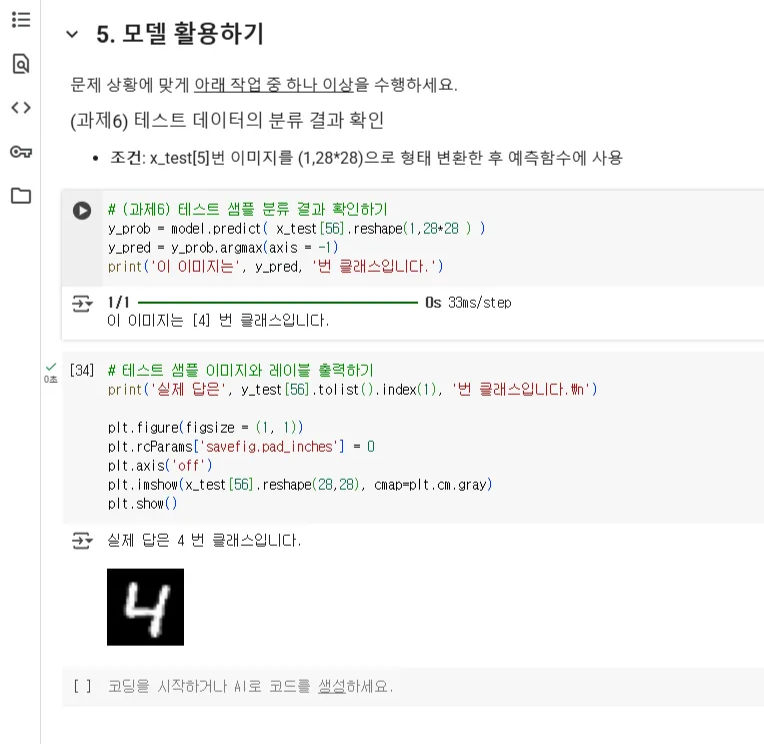 5. 모델 활용하기
문제 상황에 맞게 아래 작업 중 하나 이상을 수행하세요.
(과제6) 테스트 데이터의 분류 결과 확인
• 조건: x_test[5]번 이미지를 (1,28*28)으로 형태 변환한 후 예측함수에 사용
# (과제6) 테스트 샘플 분류 결과 확인하기
y_prob = model.predict( x_test[56].reshape(1,28*28 ) )
y_pred = y_prob.argmax(axis = -1)
print('이 이미지는', y_pred, '번 클래스입니다.')
1/1 ━━━━━━━━━━━━━━━━━━━━ 0s 33ms/step
이 이미지는 [4] 번 클래스입니다.
[34] # 테스트 샘플 이미지와 레이블 출력하기
0초
print('실제 답은', y_test[56].tolist().index(1), '번 클래스입니다.₩n')
plt.figure(figsize = (1, 1))
plt.rcParams['savefig.pad_inches'] = 0
plt.axis('off')
plt.imshow(x_test[56].reshape(28,28), cmap=plt.cm.gray)
plt.show()
실제 답은 4 번 클래스입니다.
4
[ ] 코딩을 시작하거나 AI로 코드를 생성하세요.